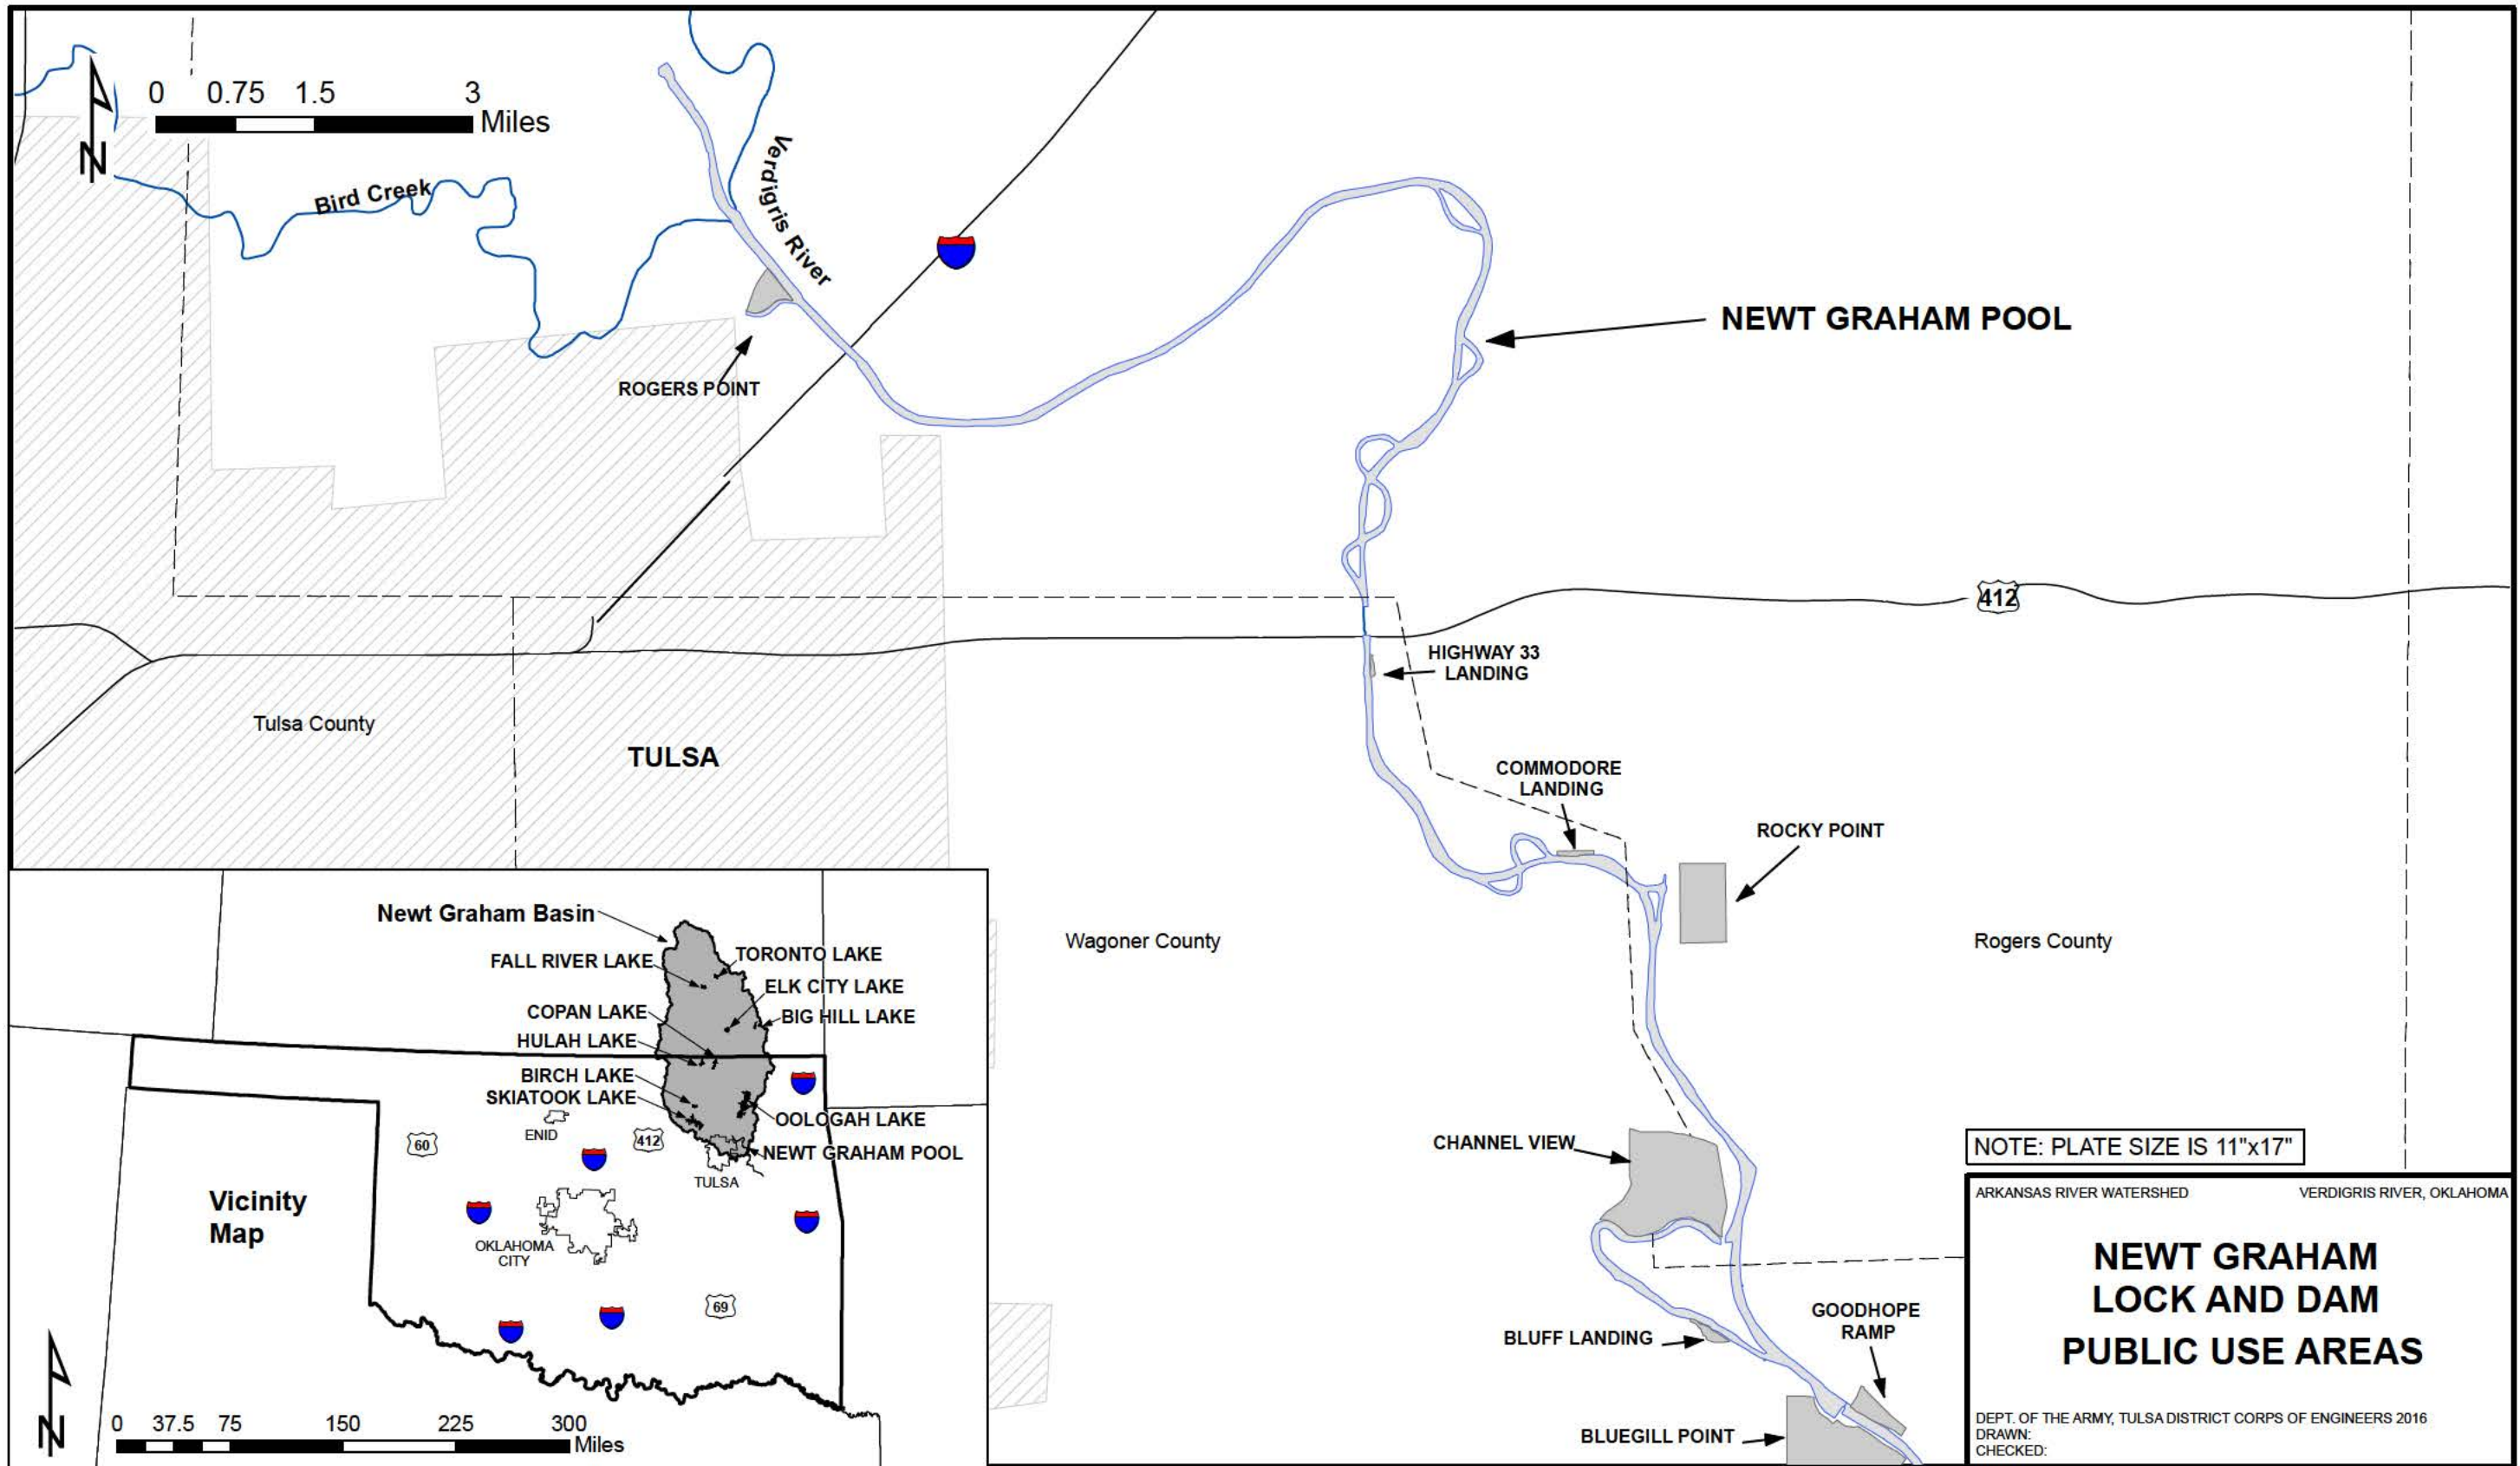 0 0.75 1.5 3
Miles
N
Bird Creek
Verdigris River
ROGERS POINT
NEWT GRAHAM POOL
412
HIGHWAY 33
LANDING
Tulsa County
TULSA
COMMODORE
LANDING
ROCKY POINT
Wagoner County
Rogers County
CHANNEL VIEW
BLUFF LANDING
GOODHOPE
RAMP
BLUEGILL POINT
Newt Graham Basin
TORONTO LAKE
FALL RIVER LAKE
ELK CITY LAKE
COPAN LAKE
BIG HILL LAKE
HULAH LAKE
BIRCH LAKE
SKIATOOK LAKE
OOLOGAH LAKE
ENID
60
412
NEWT GRAHAM POOL
TULSA
Vicinity
Map
OKLAHOMA
CITY
69
N
0 37.5 75 150 225 300
Miles
NOTE: PLATE SIZE IS 11"x17"
ARKANSAS RIVER WATERSHED VERDIGRIS RIVER, OKLAHOMA
NEWT GRAHAM
LOCK AND DAM
PUBLIC USE AREAS
DEPT. OF THE ARMY, TULSA DISTRICT CORPS OF ENGINEERS 2016
DRAWN:
CHECKED: